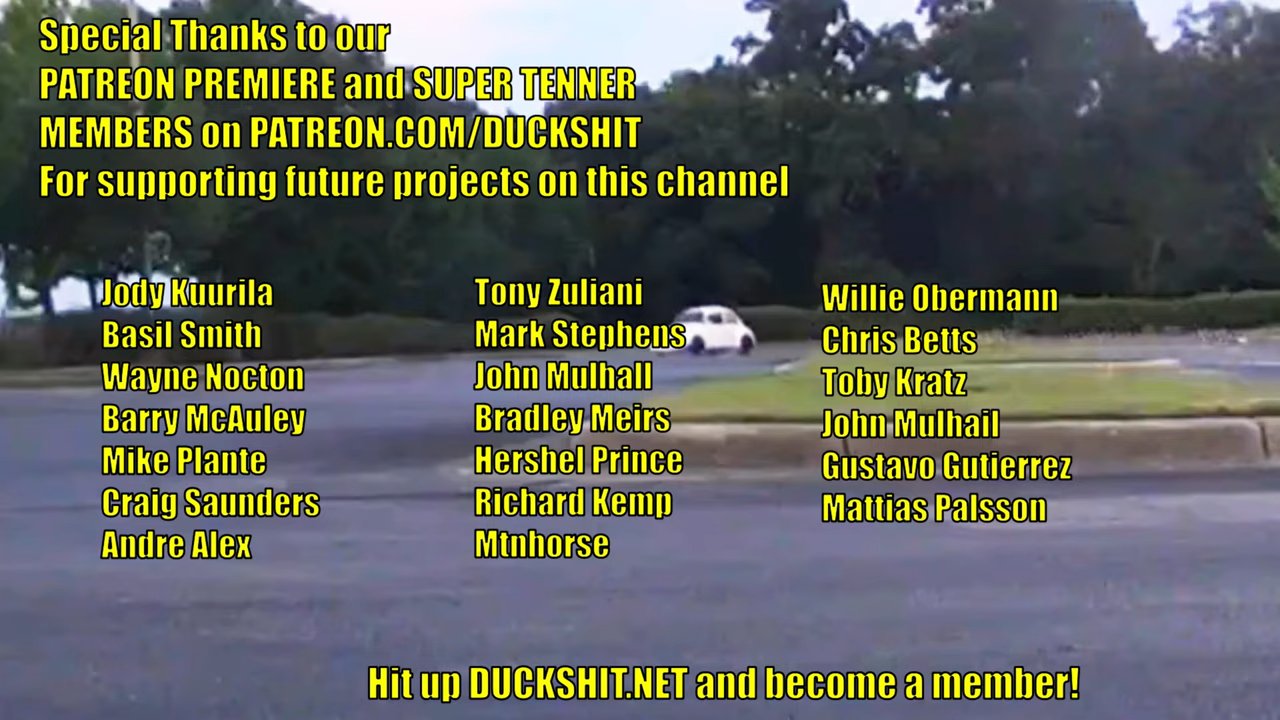 Special Thanks to our
PATREON PREMIERE and SUPER TENNER
MEMBERS on PATREON.COM/DUCKSHIT
For supporting future projects on this channel
Jody Kuurila
Basil Smith
Wayne Nocton
Barry McAuley
Mike Plante
Craig Saunders
Andre Alex
Tony Zuliani
Mark Stephens
John Mulhall
Bradley Meirs
Hershel Prince
Richard Kemp
Mtnhorse
Willie Obermann
Chris Betts
Toby Kratz
John Mulhail
Gustavo Gutierrez
Mattias Palsson
Hit up DUCKSHIT.NET and become a member!